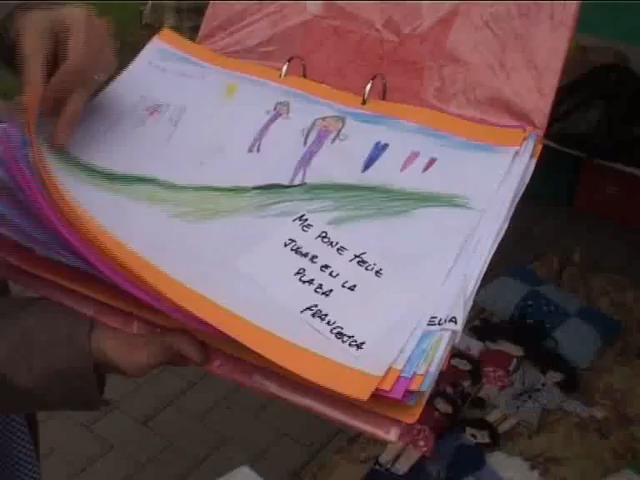 ME PONE FELIZ
JUGAR EN LA
PLAZA
FRANCESCA
ELIA